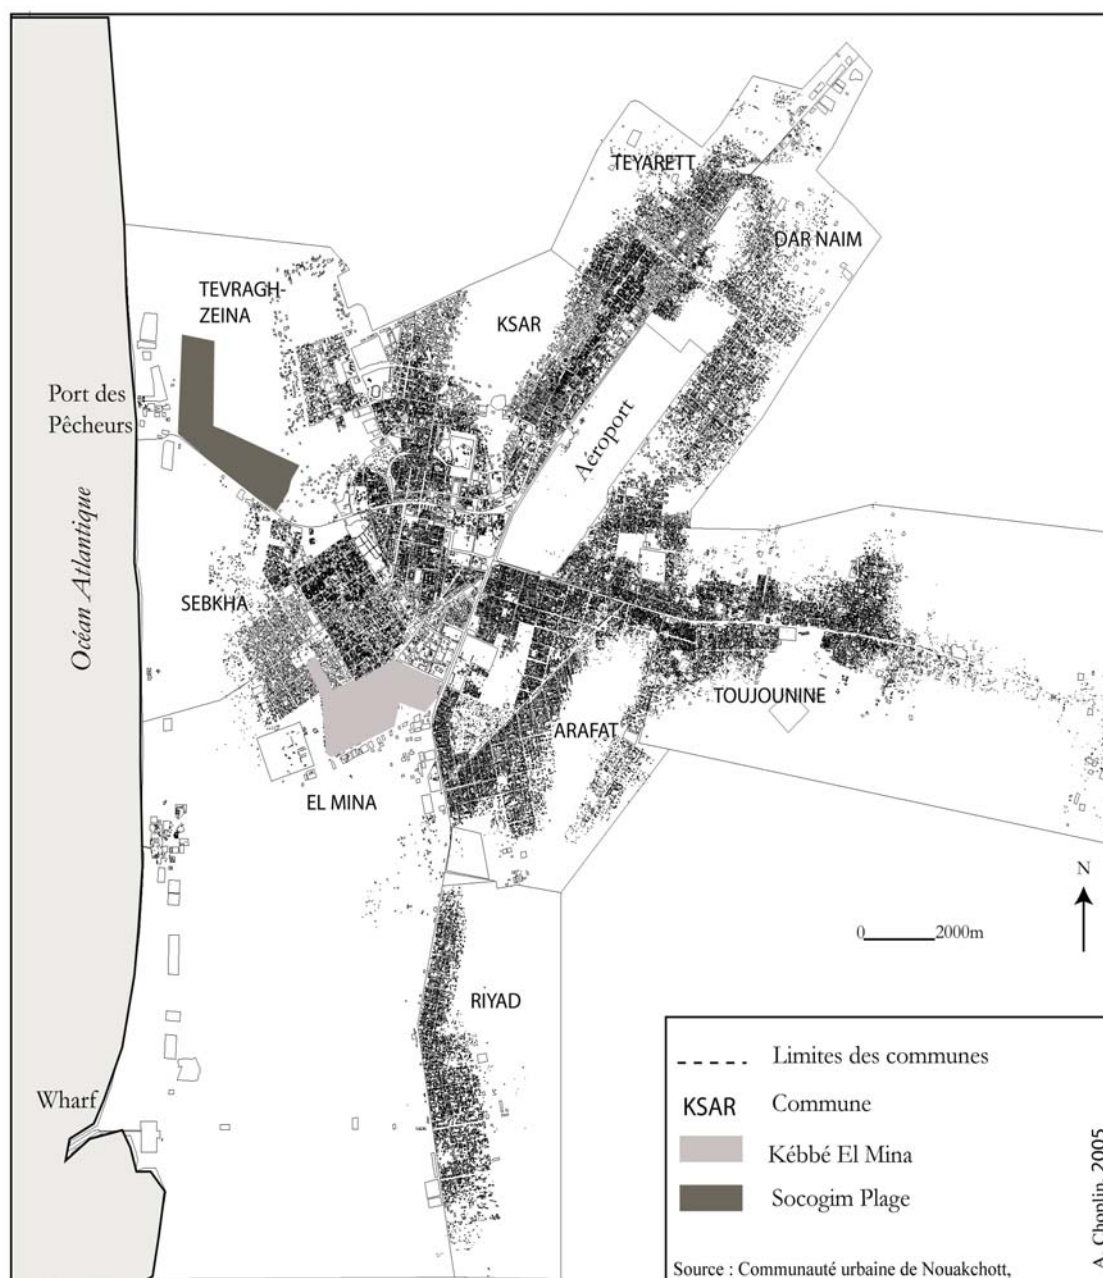 TEYARETT
DAR NAIM
TEVRAGH-
ZEINA
KSAR
Port des
Pêcheurs
Aéroport
Océan Atlantique
SEBKHA
TOUJOUNINE
ARAFAT
EL MINA
N
0 2000m
RIYAD
Wharf
Limites des communes
KSAR Commune
Kébbé El Mina
Socogim Plage
A. Choplin, 2005
Source : Communauté urbaine de Nouakchott,